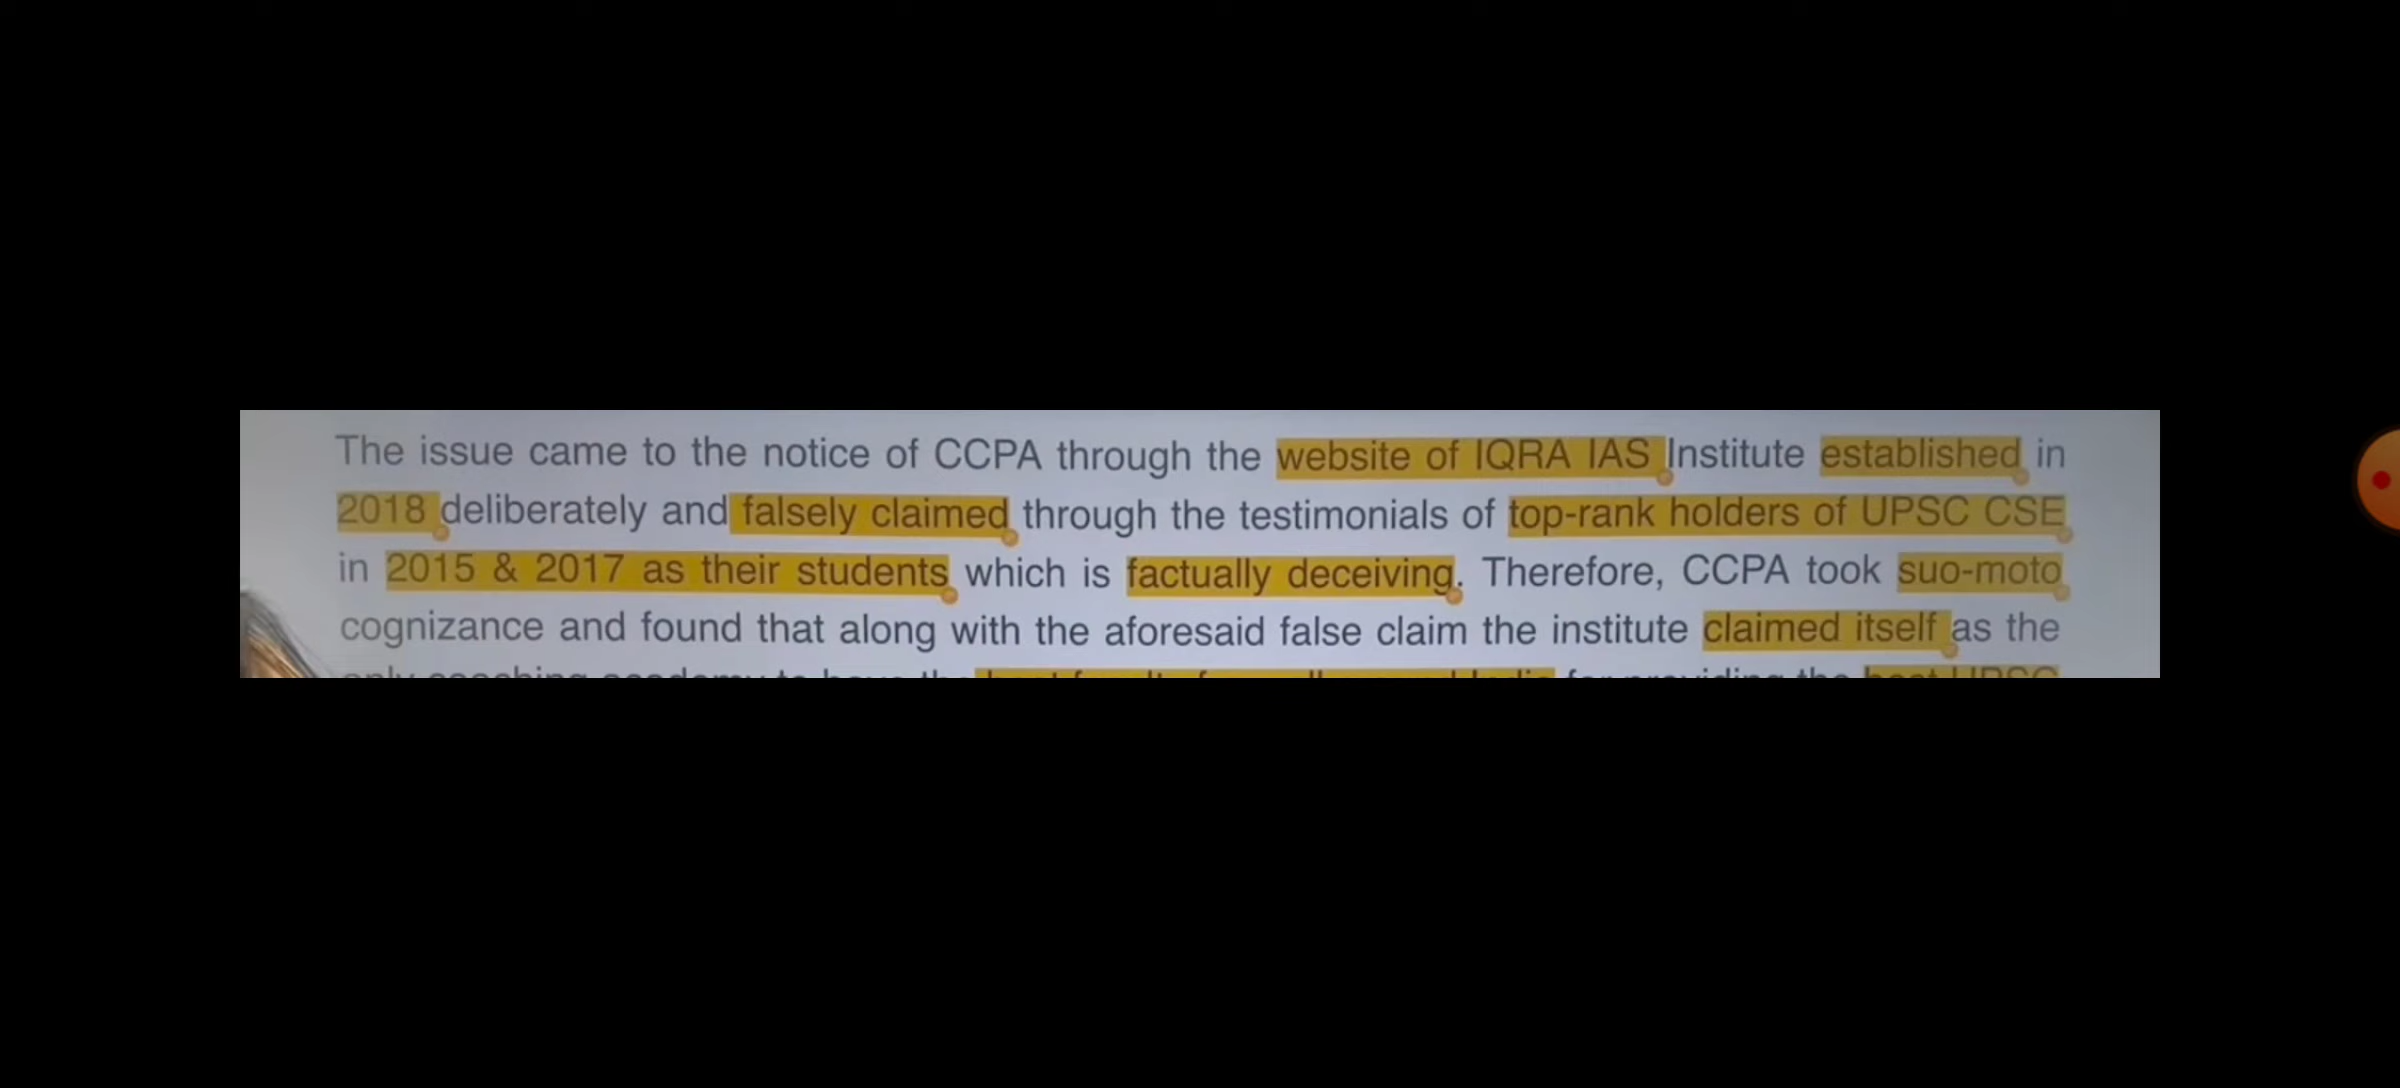 The issue came to the notice of CCPA through the website of IQRA IAS Institute established in
2018 deliberately and falsely claimed through the testimonials of top-rank holders of UPSC CSE
in 2015 & 2017 as their students which is factually deceiving. Therefore, CCPA took suo-moto
cognizance and found that along with the aforesaid false claim the institute claimed itself as the